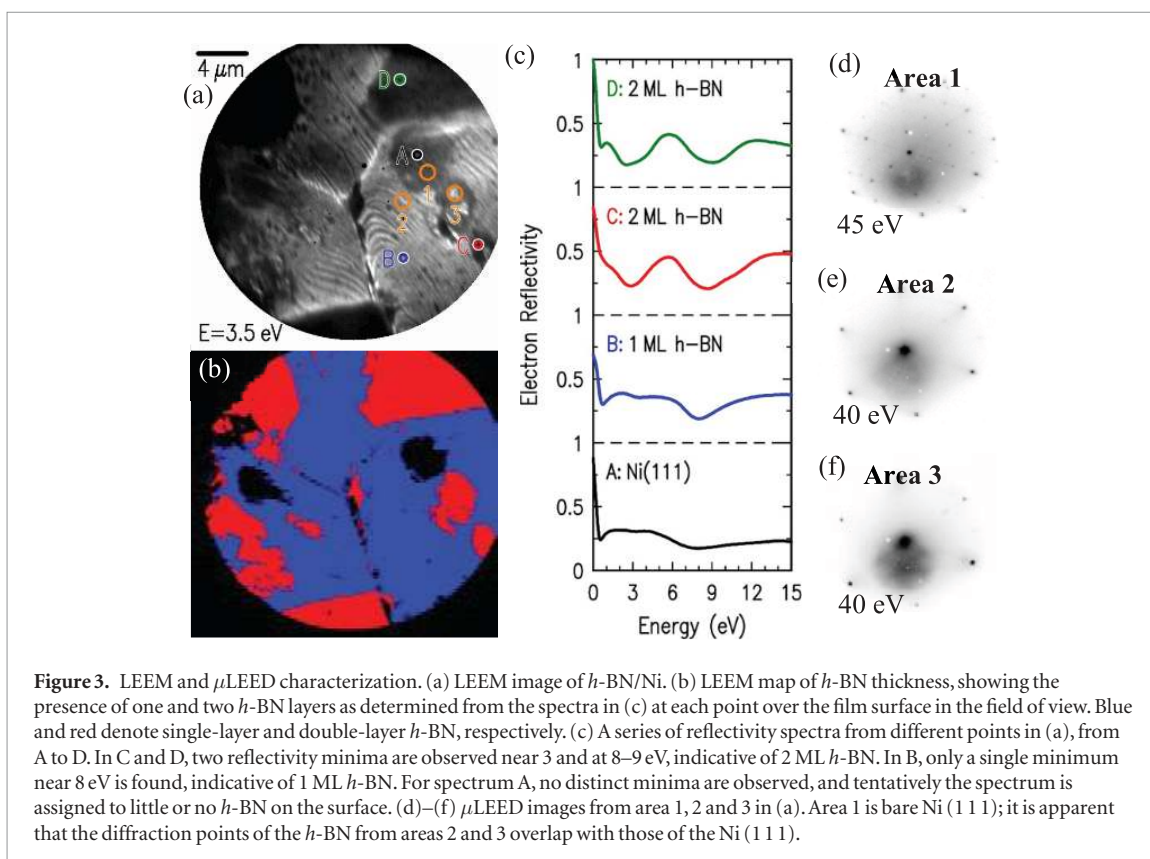 4 μm
(a)
D
A
1
2
3
C
B
E=3.5 eV
(b)
(c)
Electron Reflectivity
1
D: 2 ML h−BN
0.5
1
C: 2 ML h−BN
0.5
1
B: 1 ML h−BN
0.5
1
A: Ni(111)
0.5
0
0 3 6 9 12 15
Energy (eV)
(d)
Area 1
45 eV
(e)
Area 2
40 eV
(f)
Area 3
40 eV
Figure 3. LEEM and μLEED characterization. (a) LEEM image of h-BN/Ni. (b) LEEM map of h-BN thickness, showing the
presence of one and two h-BN layers as determined from the spectra in (c) at each point over the film surface in the field of view. Blue
and red denote single-layer and double-layer h-BN, respectively. (c) A series of reflectivity spectra from different points in (a), from
A to D. In C and D, two reflectivity minima are observed near 3 and at 8–9 eV, indicative of 2 ML h-BN. In B, only a single minimum
near 8 eV is found, indicative of 1 ML h-BN. For spectrum A, no distinct minima are observed, and tentatively the spectrum is
assigned to little or no h-BN on the surface. (d)–(f) μLEED images from area 1, 2 and 3 in (a). Area 1 is bare Ni (1 1 1); it is apparent
that the diffraction points of the h-BN from areas 2 and 3 overlap with those of the Ni (1 1 1).